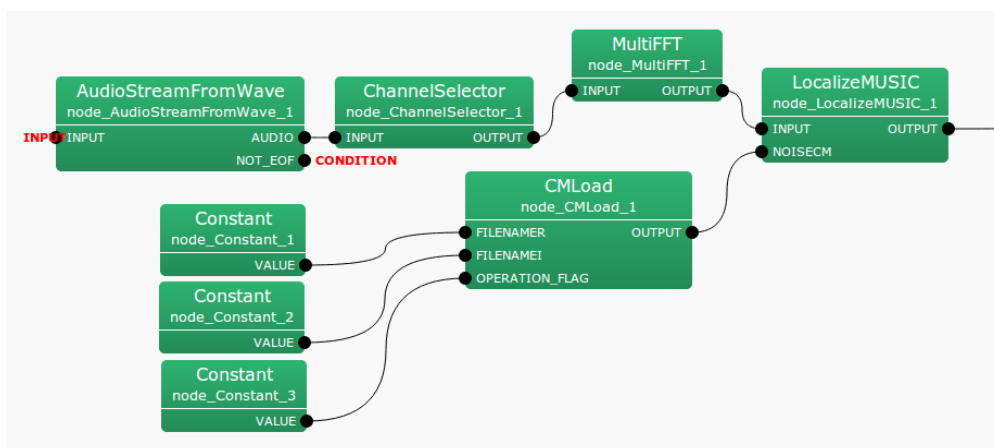 MultiFFT
node_MultiFFT_1
INPUT OUTPUT
AudioStreamFromWave
node_AudioStreamFromWave_1
INPUT INPUT AUDIO
NOT_EOF CONDITION
ChannelSelector
node_ChannelSelector_1
INPUT OUTPUT
LocalizeMUSIC
node_LocalizeMUSIC_1
INPUT OUTPUT
NOISECM
CMLoad
node_CMLoad_1
FILENAMER OUTPUT
FILENAMEI
OPERATION_FLAG
Constant
node_Constant_1
VALUE
Constant
node_Constant_2
VALUE
Constant
node_Constant_3
VALUE